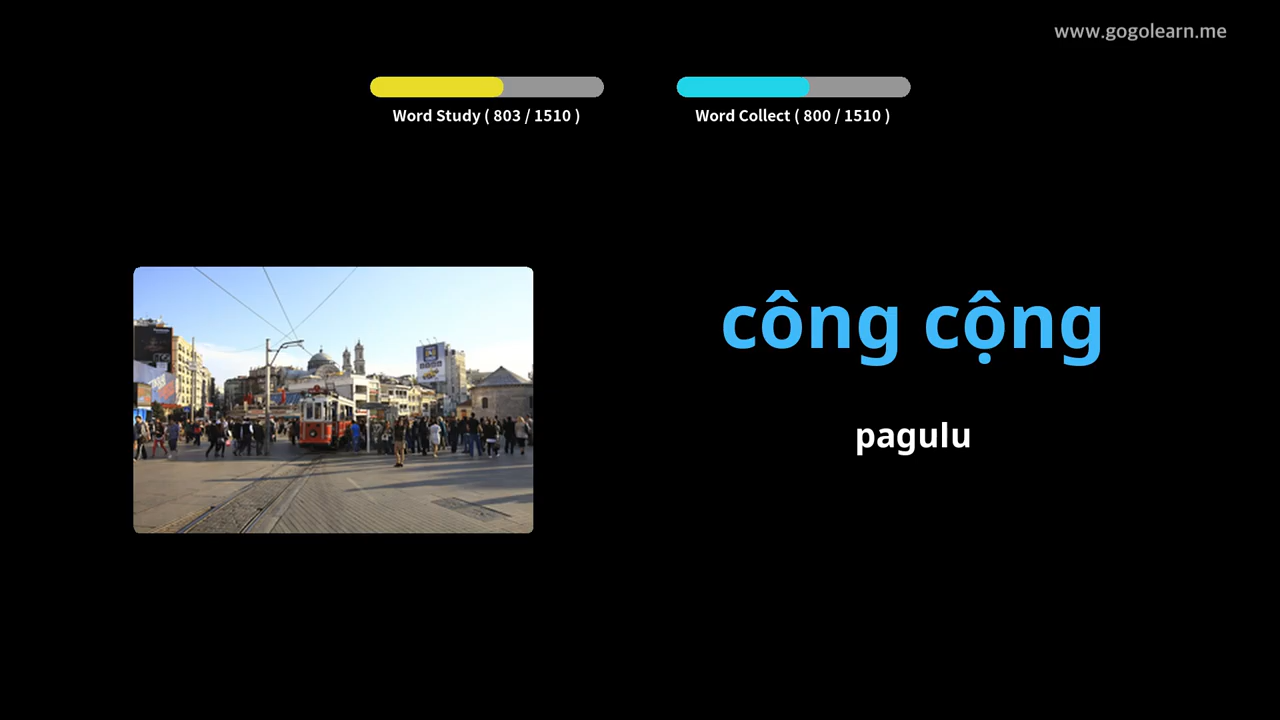 www.gogolearn.me
Word Study ( 803 / 1510 )
Word Collect ( 800 / 1510 )
công cộng
pagulu